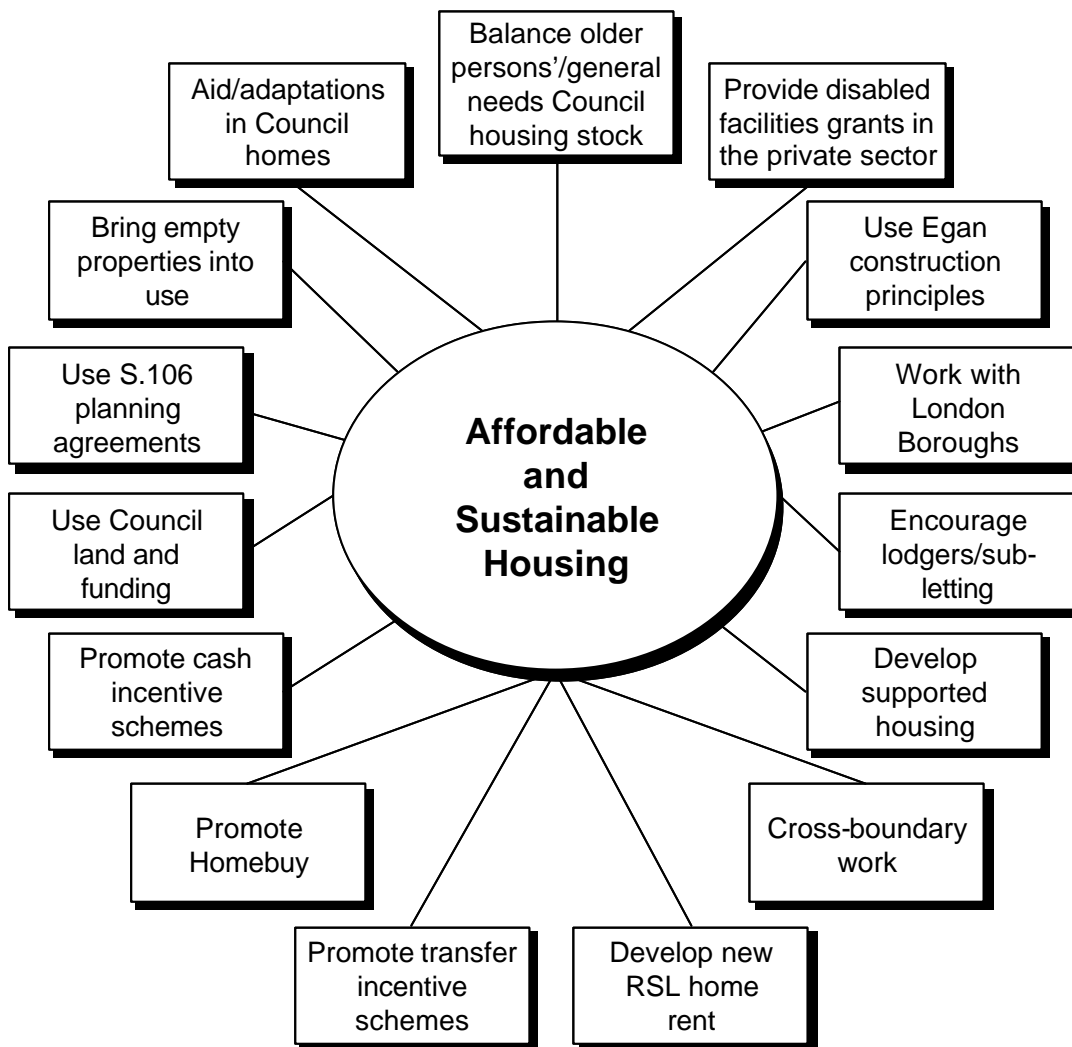 Balance older
persons’/general
needs Council
housing stock
Aid/adaptations
in Council
homes
Provide disabled
facilities grants in
the private sector
Bring empty
properties into
use
Use Egan
construction
principles
Use S.106
planning
agreements
Work with
London
Boroughs
Affordable
and
Sustainable
Housing
Use Council
land and
funding
Encourage
lodgers/sub-
letting
Promote cash
incentive
schemes
Develop
supported
housing
Promote
Homebuy
Cross-boundary
work
Promote transfer
incentive
schemes
Develop new
RSL home
rent